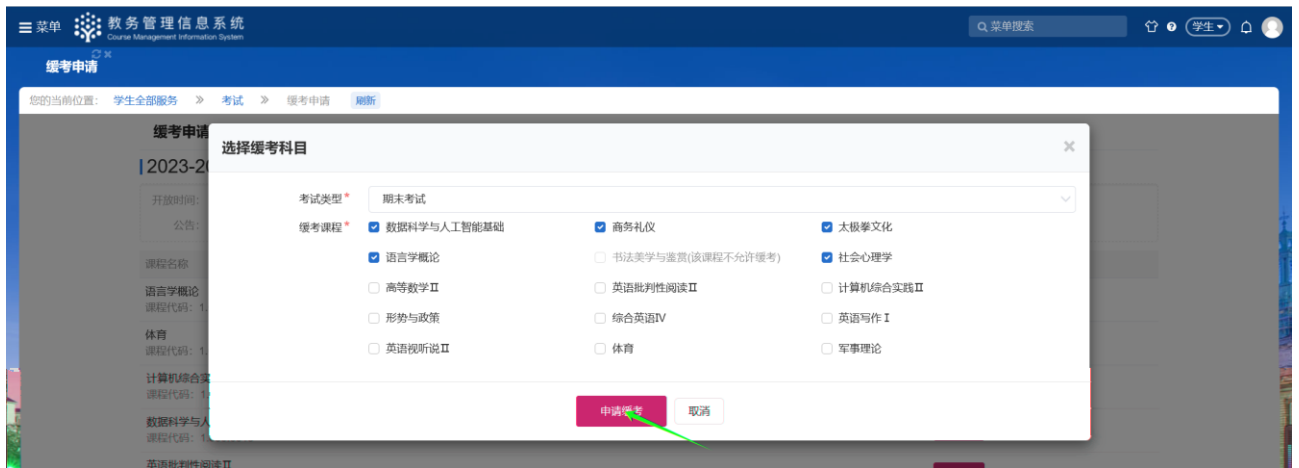 菜单
教务管理信息系统
Course Management Information System
菜单搜索
学生
缓考申请
您的当前位置： 学生全部服务 》 考试 》 缓考申请 刷新
缓考申请
2023-20
选择缓考科目
开放时间:
公告:
考试类型* 期末考试
缓考课程* 数据科学与人工智能基础 商务礼仪 太极拳文化
语言学概论 书法美学与鉴赏(该课程不允许缓考) 社会心理学
高等数学Ⅱ 英语批判性阅读Ⅱ 计算机综合实践Ⅱ
形势与政策 综合英语Ⅳ 英语写作Ⅰ
英语视听说Ⅱ 体育 军事理论
申请缓考 取消
课程名称
语言学概论
课程代码: 1.
体育
课程代码: 1.
计算机综合实
课程代码: 1.
数据科学与人
课程代码: 1.
英语批判性阅读Ⅱ